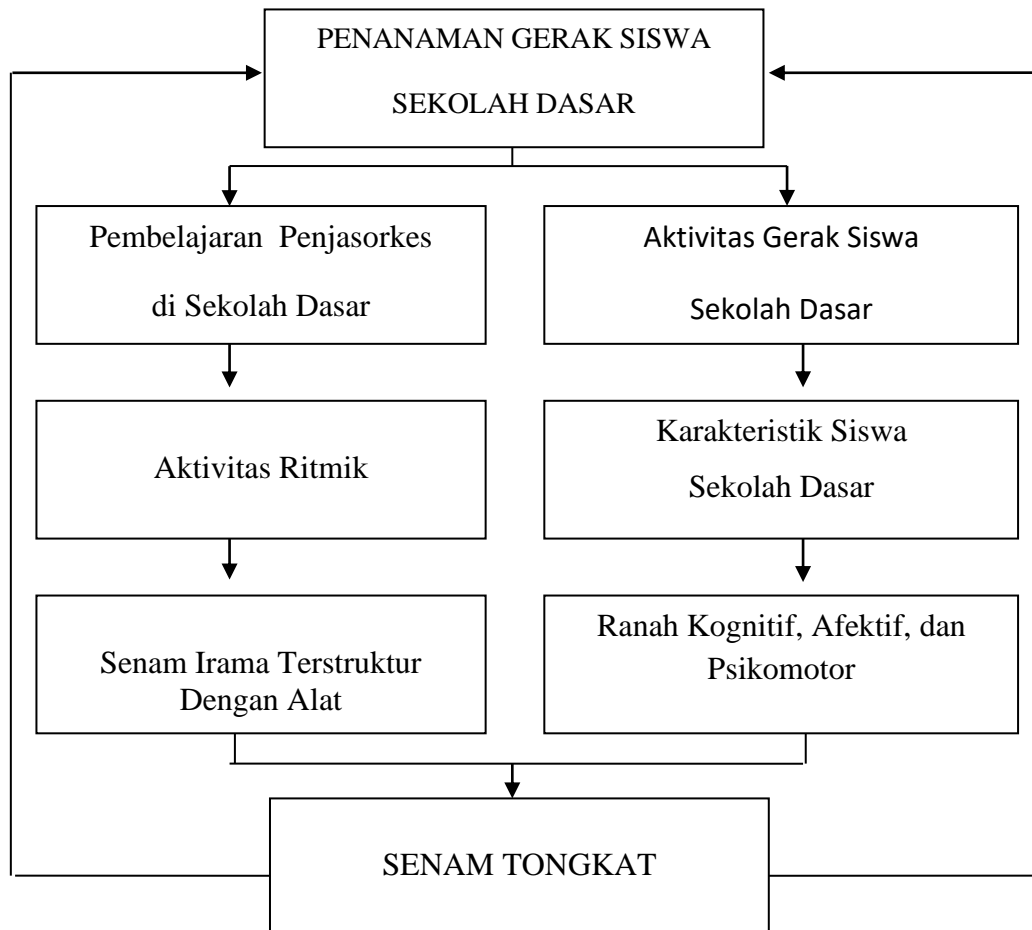 PENANAMAN GERAK SISWA
SEKOLAH DASAR
Pembelajaran Penjasorkes
di Sekolah Dasar
Aktivitas Gerak Siswa
Sekolah Dasar
Aktivitas Ritmik
Karakteristik Siswa
Sekolah Dasar
Senam Irama Terstruktur
Dengan Alat
Ranah Kognitif, Afektif, dan
Psikomotor
SENAM TONGKAT